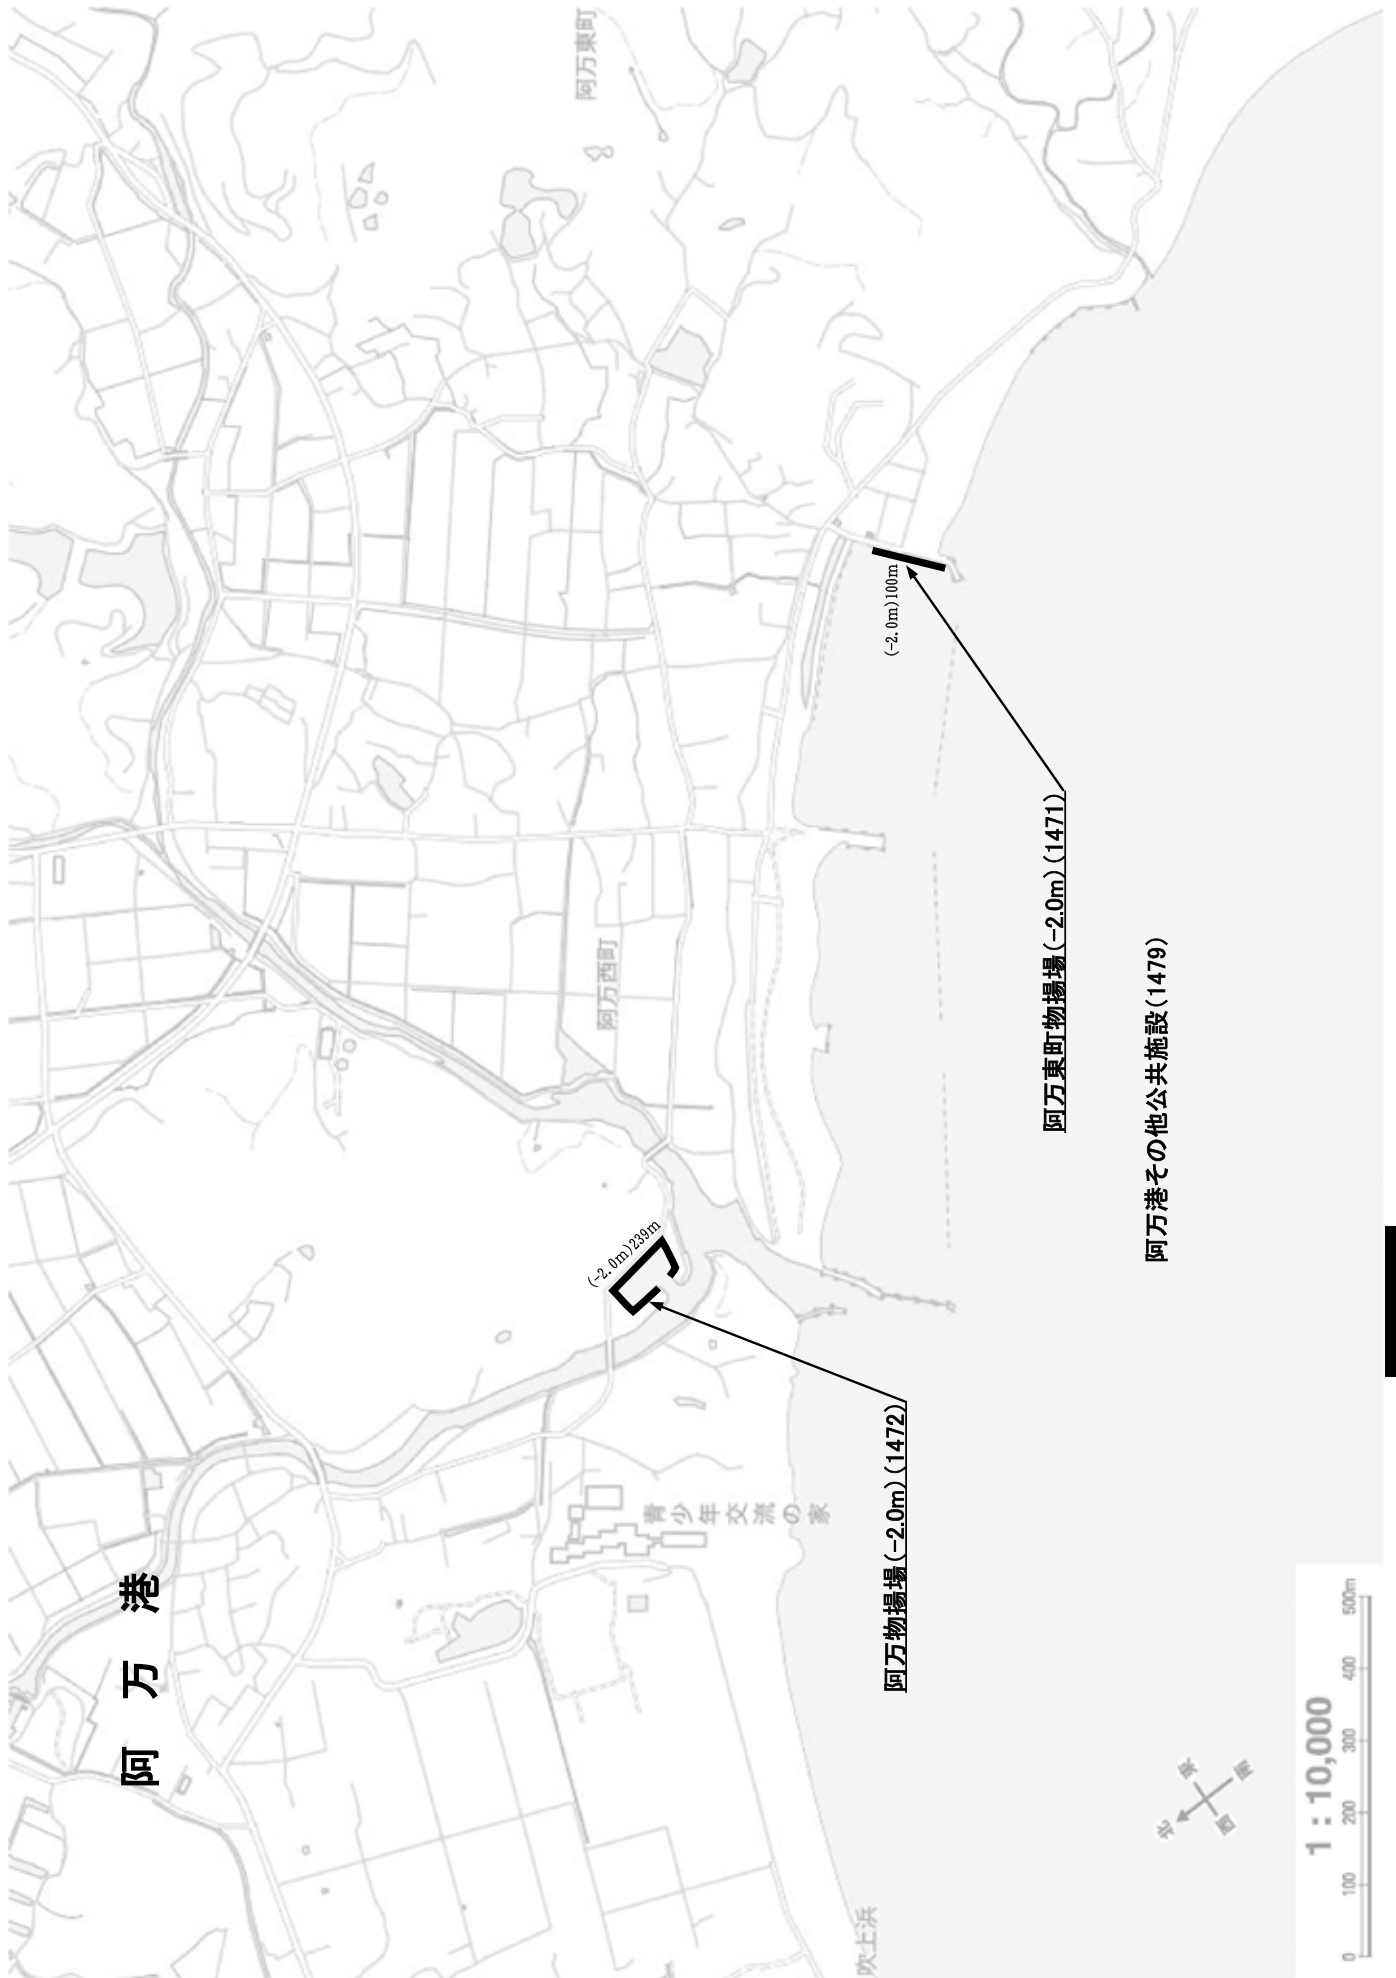 阿万港
阿万東町
阿万西町
(-2.0m)239m
(-2.0m)100m
青少年交流の家
阿万物揚場(-2.0m)(1472)
阿万東町物揚場(-2.0m)(1471)
阿万港その他公共施設(1479)
吹上浜
北
東
西
南
1:10,000
0 100 200 300 400 500m